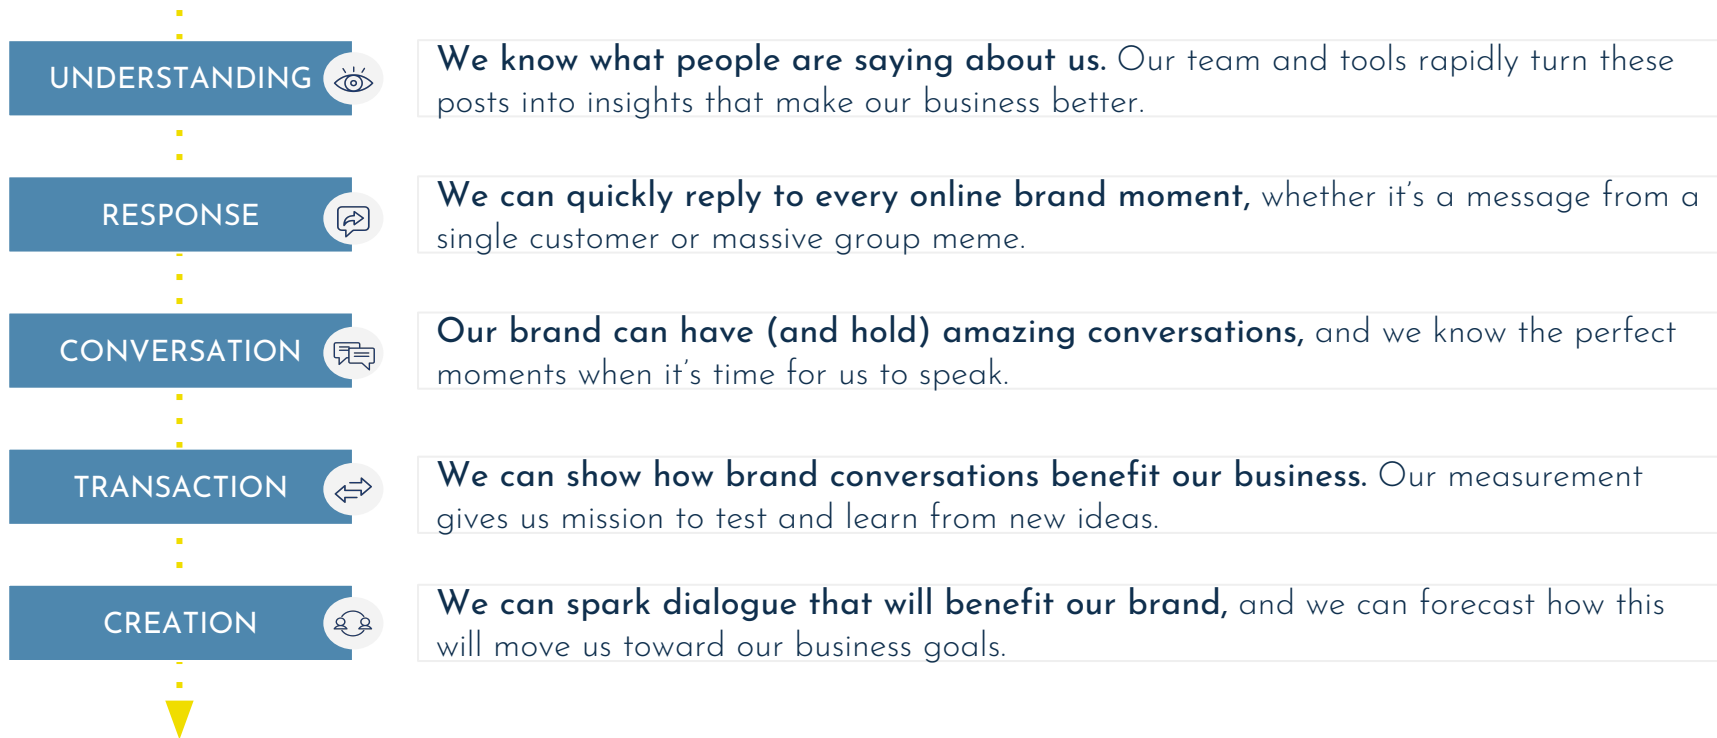 UNDERSTANDING
We know what people are saying about us. Our team and tools rapidly turn these
posts into insights that make our business better.
RESPONSE
We can quickly reply to every online brand moment, whether it's a message from a
single customer or massive group meme.
CONVERSATION
Our brand can have (and hold) amazing conversations, and we know the perfect
moments when it's time for us to speak.
TRANSACTION
We can show how brand conversations benefit our business. Our measurement
gives us mission to test and learn from new ideas.
CREATION
We can spark dialogue that will benefit our brand, and we can forecast how this
will move us toward our business goals.